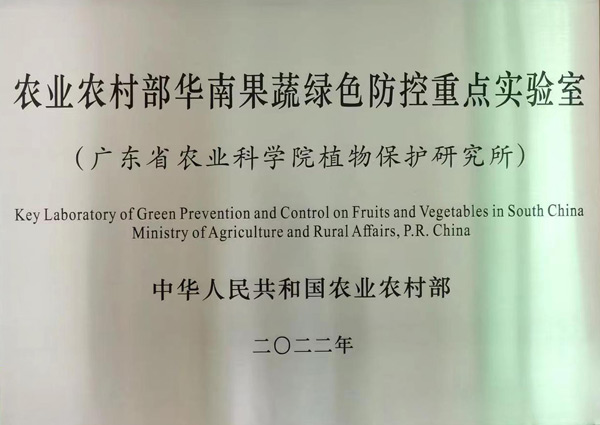 农业农村部华南果蔬绿色防控重点实验室
（广东省农业科学院植物保护研究所）
Key Laboratory of Green Prevention and Control on Fruits and Vegetables in South China
Ministry of Agriculture and Rural Affairs, P.R. China
中华人民共和国农业农村部
二〇二二年